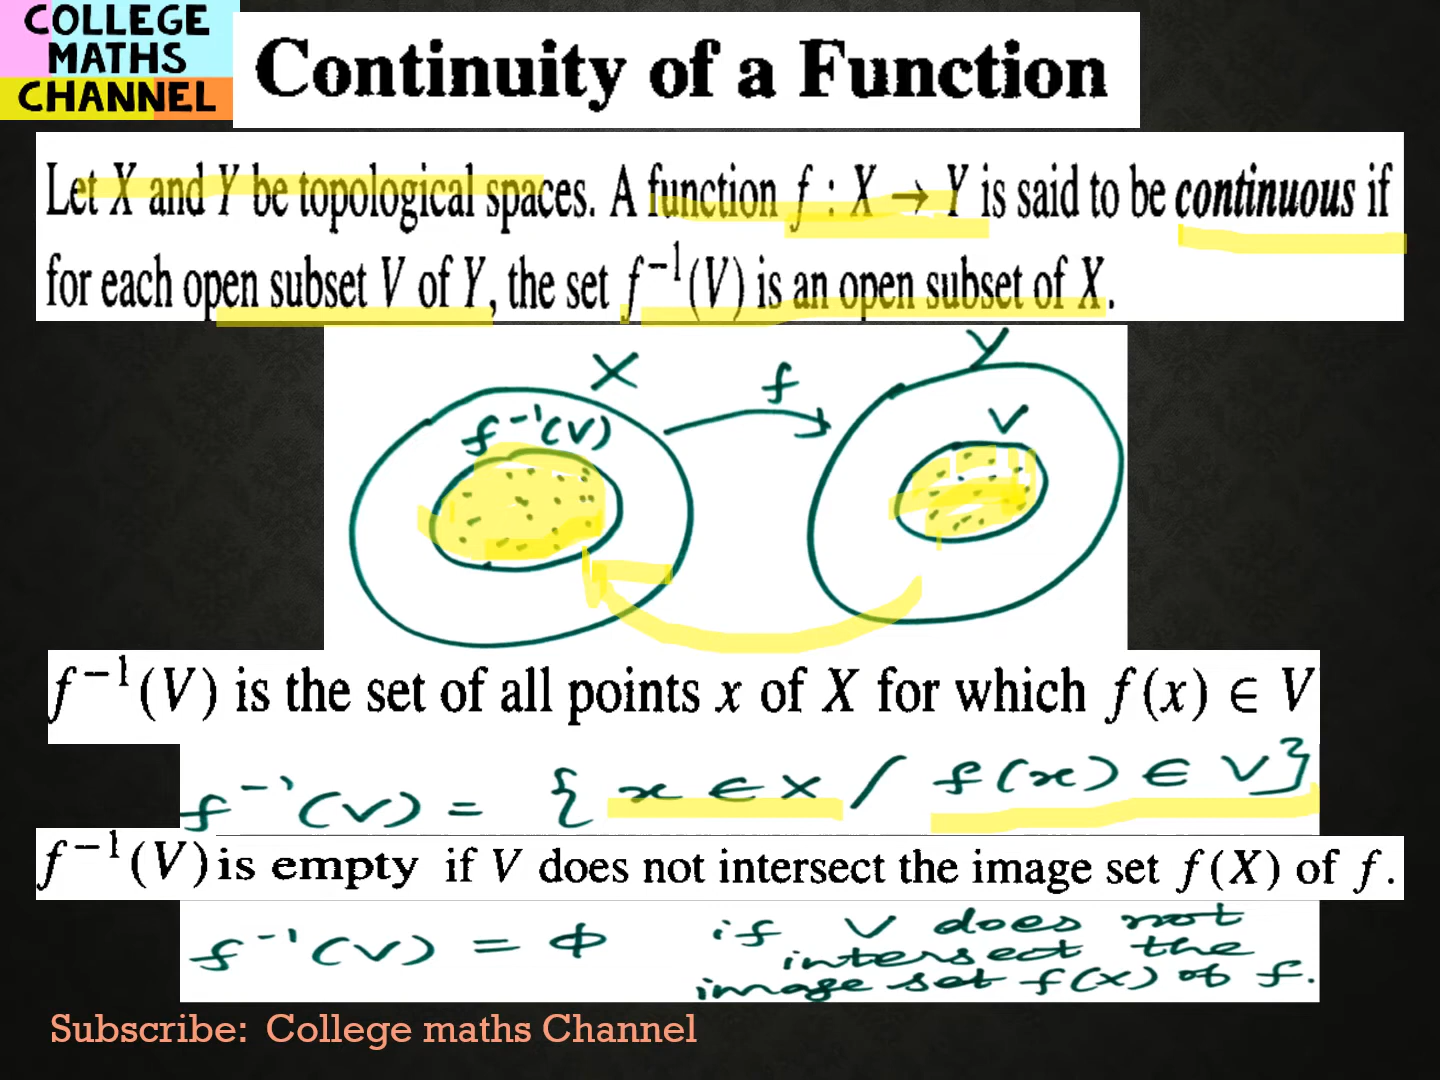 COLLEGE
MATHS
CHANNEL
Continuity of a Function
Let X and Y be topological spaces. A function f : X → Y is said to be continuous if
for each open subset V of Y, the set f⁻¹(V) is an open subset of X.
X
f
Y
f⁻¹(V)
V
f⁻¹(V) is the set of all points x of X for which f(x) ∈ V
f⁻¹(V) = { x ∈ X / f(x) ∈ V}
f⁻¹(V) is empty if V does not intersect the image set f(X) of f.
f⁻¹(V) = ϕ if V does not
intersect the
image set f(X) of f.
Subscribe: College maths Channel